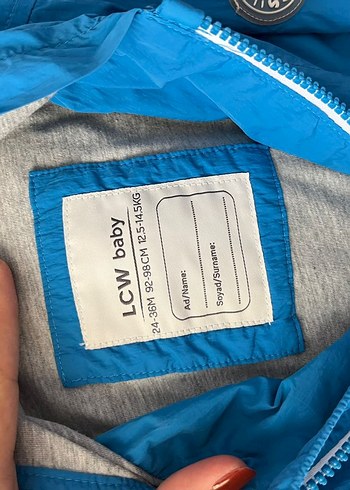 LCW baby
24-36M 92-98CM 12.5-14.5KG
Ad/Name:
Soyad/Surname: